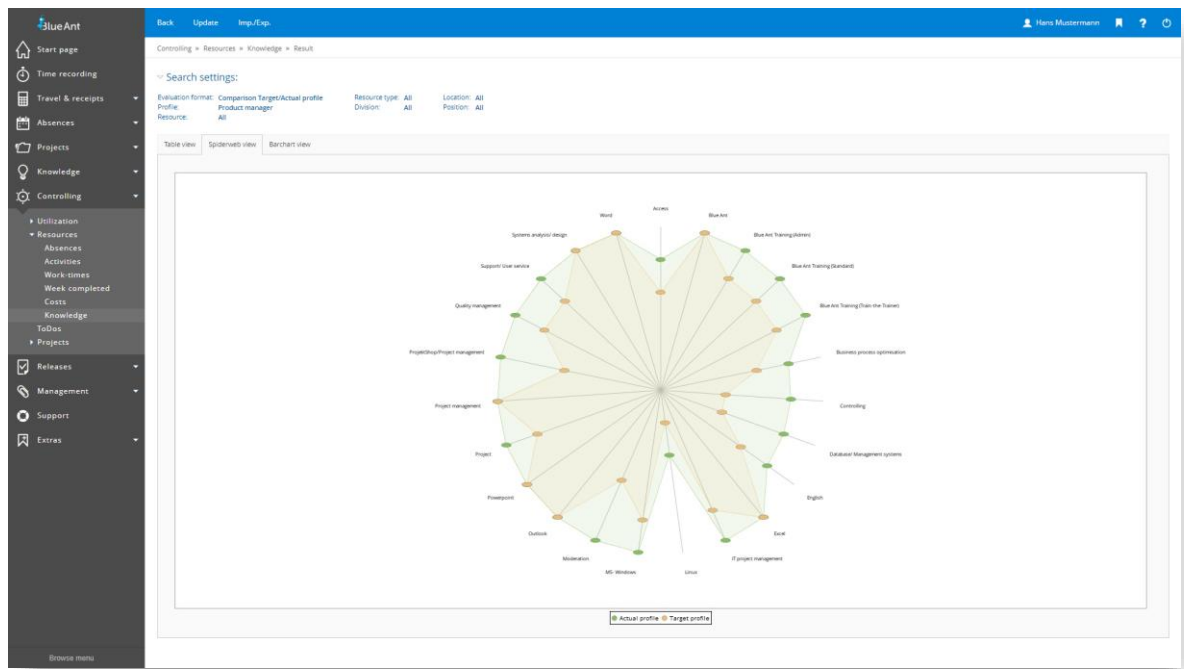 BlueAnt
Back Update Imp./Exp.
Hans Mustermann ?
Start page
Time recording
Travel & receipts
Absences
Projects
Knowledge
Controlling
Utilization
Resources
Absences
Activities
Work-times
Week completed
Costs
Knowledge
ToDos
Projects
Releases
Management
Support
Extras
Browse menu
Controlling » Resources » Knowledge » Result
Search settings:
Evaluation format: Comparison Target/Actual profile Resource type: All Location: All
Profile: Product manager Division: All Position: All
Resource: All
Table view Spiderweb view Barchart view
Access
Blue Ant
Blue Ant Training (Admin)
Blue Ant Training (Standard)
Blue Ant Training (Train-the-Trainer)
Business process optimisation
Controlling
Database/ Management systems
English
Excel
IT project management
Linux
MS- Windows
Moderation
Outlook
Powerpoint
Project
Project management
ProjektShop/Project management
Quality management
Support/ User service
Systems analysis/ design
Word
Actual profile Target profile